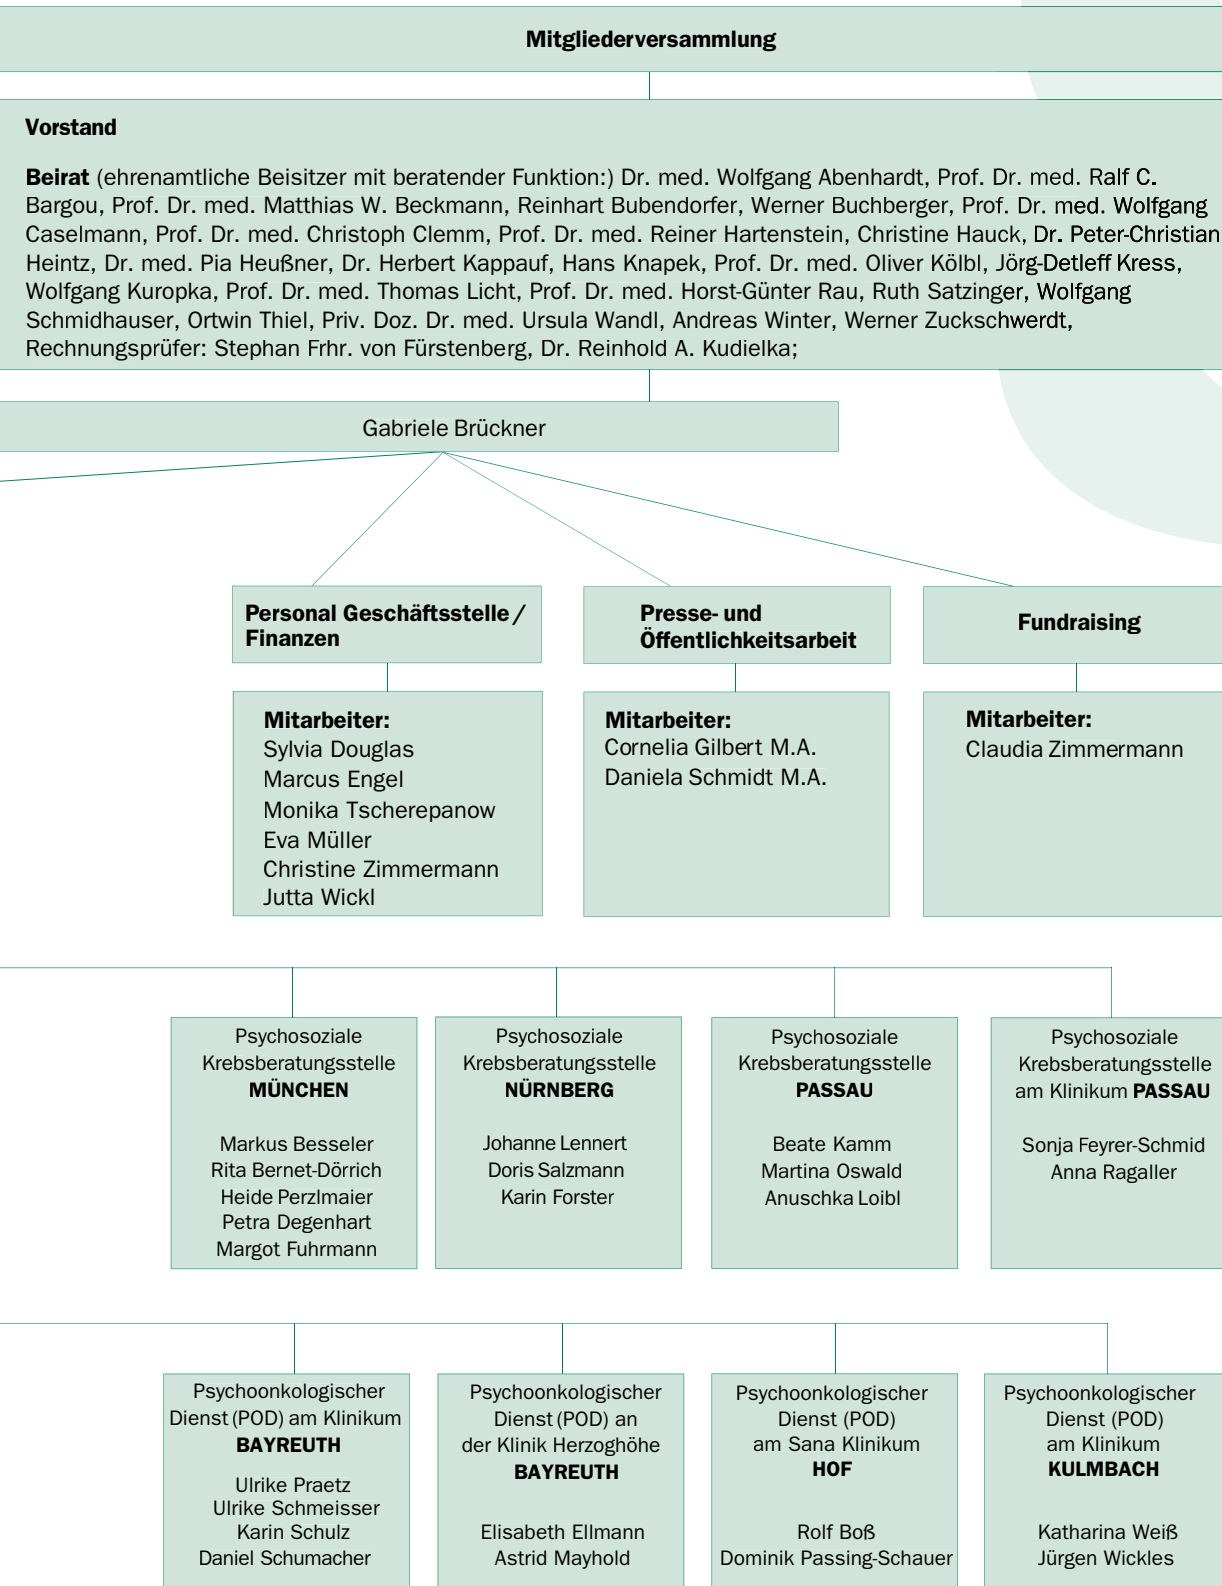 Mitgliederversammlung
Vorstand
Beirat (ehrenamtliche Beisitzer mit beratender Funktion:) Dr. med. Wolfgang Abenhardt, Prof. Dr. med. Ralf C.
Bargou, Prof. Dr. med. Matthias W. Beckmann, Reinhart Bubendorfer, Werner Buchberger, Prof. Dr. med. Wolfgang
Caselmann, Prof. Dr. med. Christoph Clemm, Prof. Dr. med. Reiner Hartenstein, Christine Hauck, Dr. Peter-Christian
Heintz, Dr. med. Pia Heußner, Dr. Herbert Kappauf, Hans Knapek, Prof. Dr. med. Oliver Kölbl, Jörg-Detleff Kress,
Wolfgang Kuropka, Prof. Dr. med. Thomas Licht, Prof. Dr. med. Horst-Günter Rau, Ruth Satzinger, Wolfgang
Schmidhauser, Ortwin Thiel, Priv. Doz. Dr. med. Ursula Wandl, Andreas Winter, Werner Zuckschwerdt,
Rechnungsprüfer: Stephan Frhr. von Fürstenberg, Dr. Reinhold A. Kudielka;
Gabriele Brückner
Personal Geschäftsstelle /
Finanzen
Mitarbeiter:
Sylvia Douglas
Marcus Engel
Monika Tscherepanow
Eva Müller
Christine Zimmermann
Jutta Wickl
Presse- und
Öffentlichkeitsarbeit
Mitarbeiter:
Cornelia Gilbert M.A.
Daniela Schmidt M.A.
Fundraising
Mitarbeiter:
Claudia Zimmermann
Psychosoziale
Krebsberatungsstelle
MÜNCHEN
Markus Besseler
Rita Bernet-Dörrich
Heide Perzlmaier
Petra Degenhart
Margot Fuhrmann
Psychosoziale
Krebsberatungsstelle
NÜRNBERG
Johanne Lennert
Doris Salzmann
Karin Forster
Psychosoziale
Krebsberatungsstelle
PASSAU
Beate Kamm
Martina Oswald
Anuschka Loibl
Psychosoziale
Krebsberatungsstelle
am Klinikum PASSAU
Sonja Feyrer-Schmid
Anna Ragaller
Psychoonkologischer
Dienst (POD) am Klinikum
BAYREUTH
Ulrike Praetz
Ulrike Schmeisser
Karin Schulz
Daniel Schumacher
Psychoonkologischer
Dienst (POD) an
der Klinik Herzoghöhe
BAYREUTH
Elisabeth Ellmann
Astrid Mayhold
Psychoonkologischer
Dienst (POD)
am Sana Klinikum
HOF
Rolf Boß
Dominik Passing-Schauer
Psychoonkologischer
Dienst (POD)
am Klinikum
KULMBACH
Katharina Weiß
Jürgen Wickles